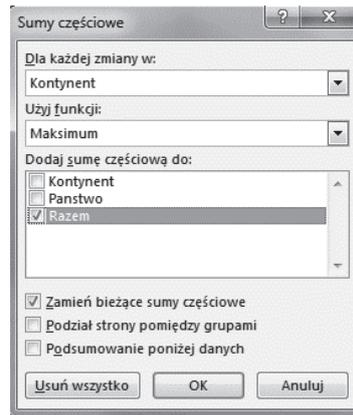 Sumy częściowe
Dla każdej zmiany w:
Kontynent
Użyj funkcji:
Maksimum
Dodaj sumę częściową do:
Kontynent
Panstwo
Razem
Zamień bieżące sumy częściowe
Podział strony pomiędzy grupami
Podsumowanie poniżej danych
Usuń wszystko OK Anuluj